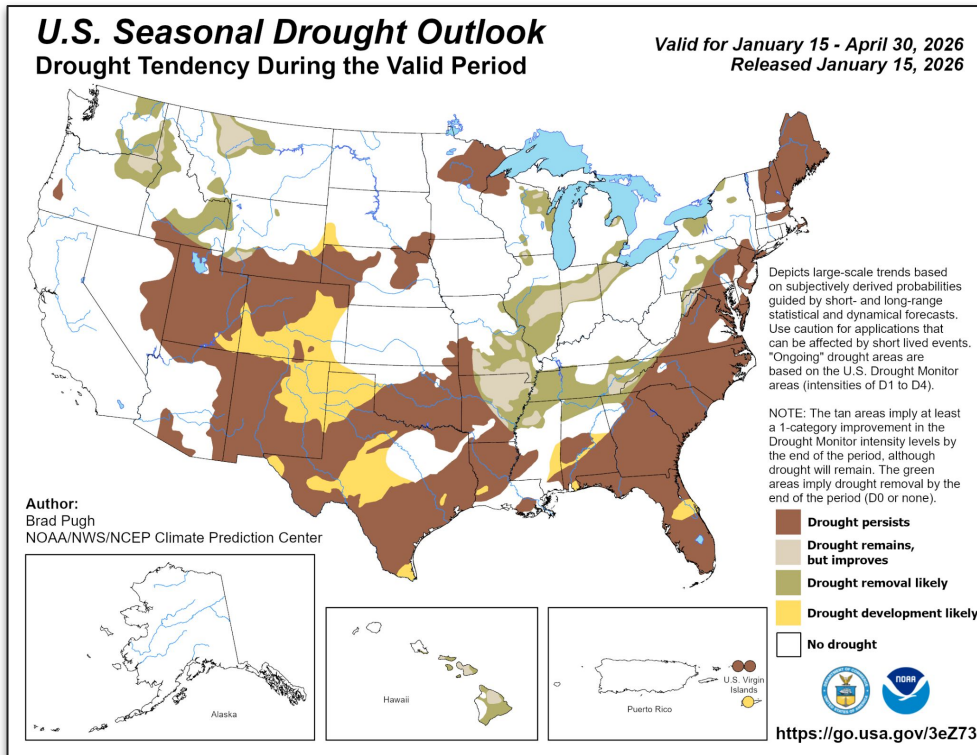 U.S. Seasonal Drought Outlook
Drought Tendency During the Valid Period
Valid for January 15 - April 30, 2026
Released January 15, 2026
Depicts large-scale trends based
on subjectively derived probabilities
guided by short- and long-range
statistical and dynamical forecasts.
Use caution for applications that
can be affected by short lived events.
"Ongoing" drought areas are
based on the U.S. Drought Monitor
areas (intensities of D1 to D4).
NOTE: The tan areas imply at least
a 1-category improvement in the
Drought Monitor intensity levels by
the end of the period, although
drought will remain. The green
areas imply drought removal by the
end of the period (D0 or none).
Author:
Brad Pugh
NOAA/NWS/NCEP Climate Prediction Center
Drought persists
Drought remains,
but improves
Drought removal likely
Drought development likely
No drought
Alaska
Hawaii
Puerto Rico
U.S. Virgin
Islands
NOAA
https://go.usa.gov/3eZ73